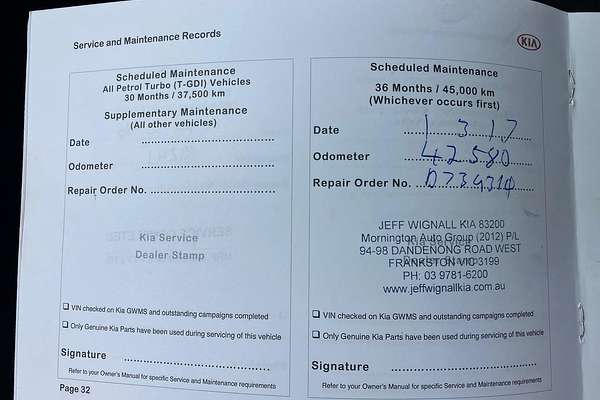 Service and Maintenance Records
KIA
Scheduled Maintenance
All Petrol Turbo (T-GDI) Vehicles
30 Months / 37,500 km
Supplementary Maintenance
(All other vehicles)
Date
Odometer
Repair Order No.
Kia Service
Dealer Stamp
VIN checked on Kia GWMS and outstanding campaigns completed
Only Genuine Kia Parts have been used during servicing of this vehicle
Signature
Refer to your Owner's Manual for specific Service and Maintenance requirements
Page 32
Scheduled Maintenance
36 Months / 45,000 km
(Whichever occurs first)
Date 1 3 17
Odometer 42580
Repair Order No.
JEFF WIGNALL KIA 83200
Mornington Auto Group (2012) P/L
94-98 DANDENONG ROAD WEST
FRANKSTON VIC 3199
PH: 03 9781-6200
www.jeffwignallkia.com.au
VIN checked on Kia GWMS and outstanding campaigns completed
Only Genuine Kia Parts have been used during servicing of this vehicle
Signature
Refer to your Owner's Manual for specific Service and Maintenance requirements